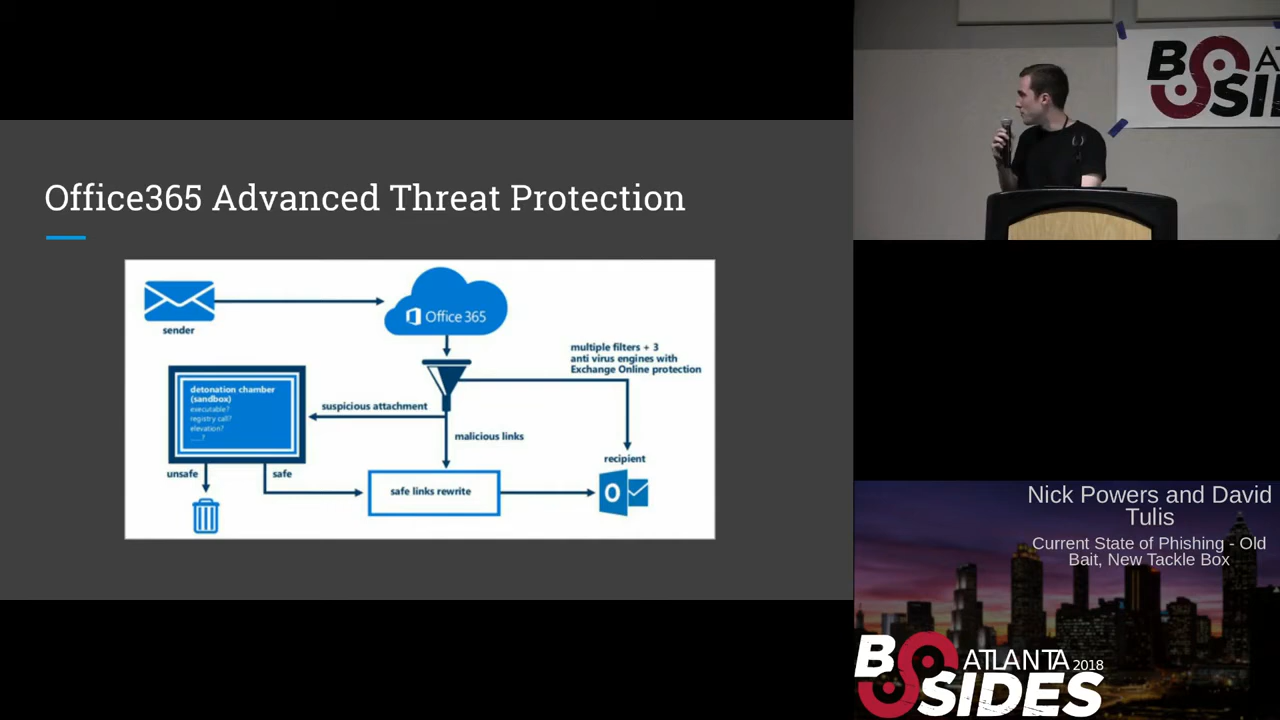 Office365 Advanced Threat Protection
sender
Office 365
multiple filters + 3
anti virus engines with
Exchange Online protection
detonation chamber
(sandbox)
executable?
registry call?
elevation?
.....?
suspicious attachment
malicious links
recipient
unsafe
safe
safe links rewrite
O
BSIDES AT
Nick Powers and David
Tulis
Current State of Phishing - Old
Bait, New Tackle Box
B ATLANTA 2018
SIDES